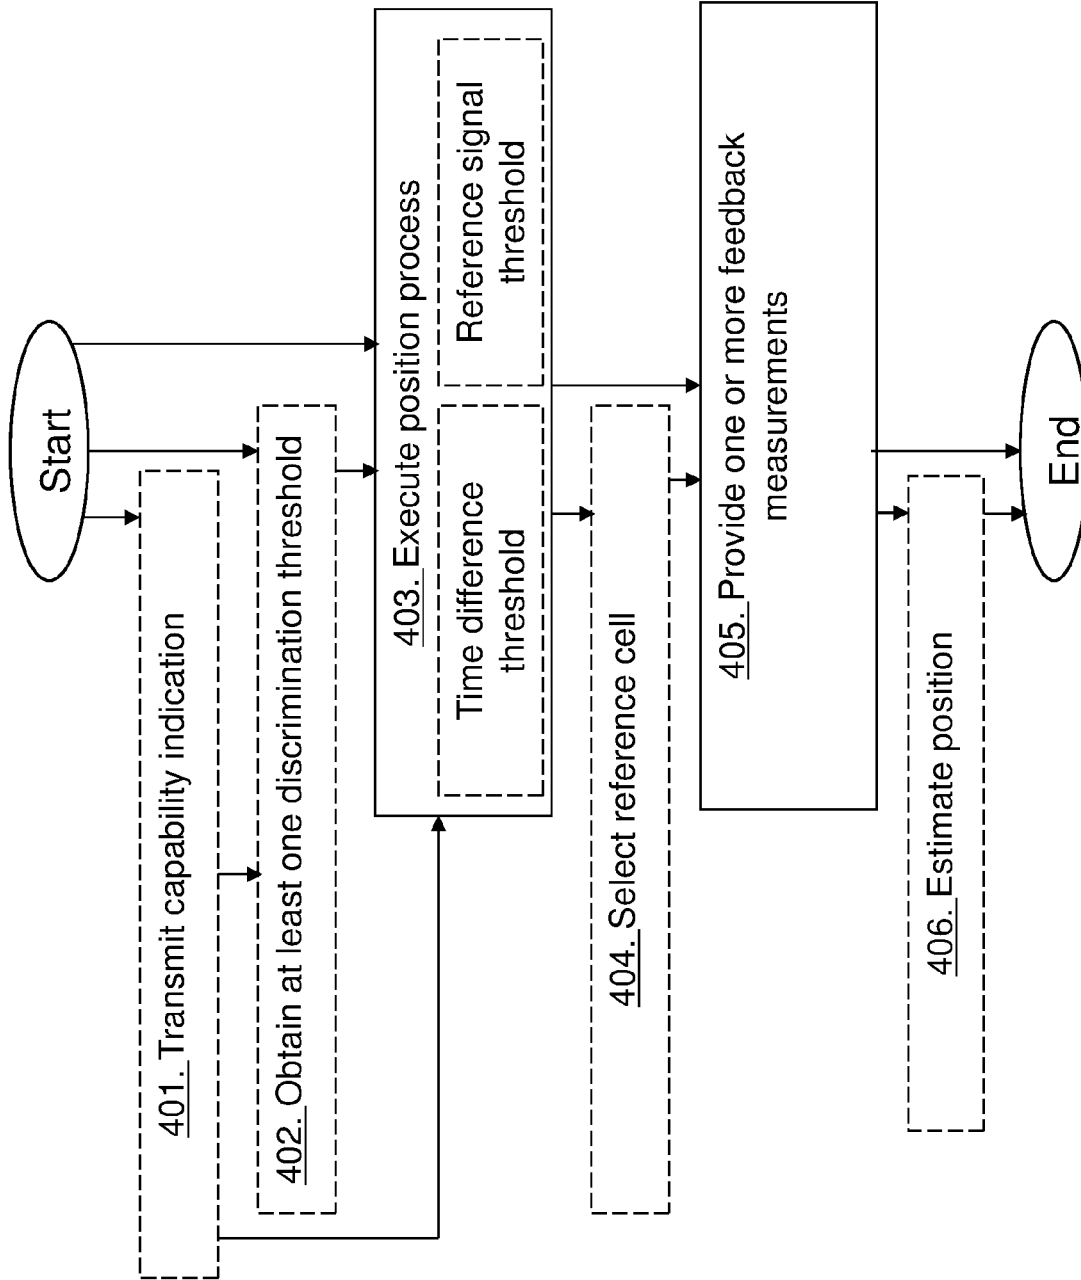 Start
401. Transmit capability indication
402. Obtain at least one discrimination threshold
403. Execute position process
Time difference
threshold
Reference signal
threshold
404. Select reference cell
405. Provide one or more feedback
measurements
406. Estimate position
End